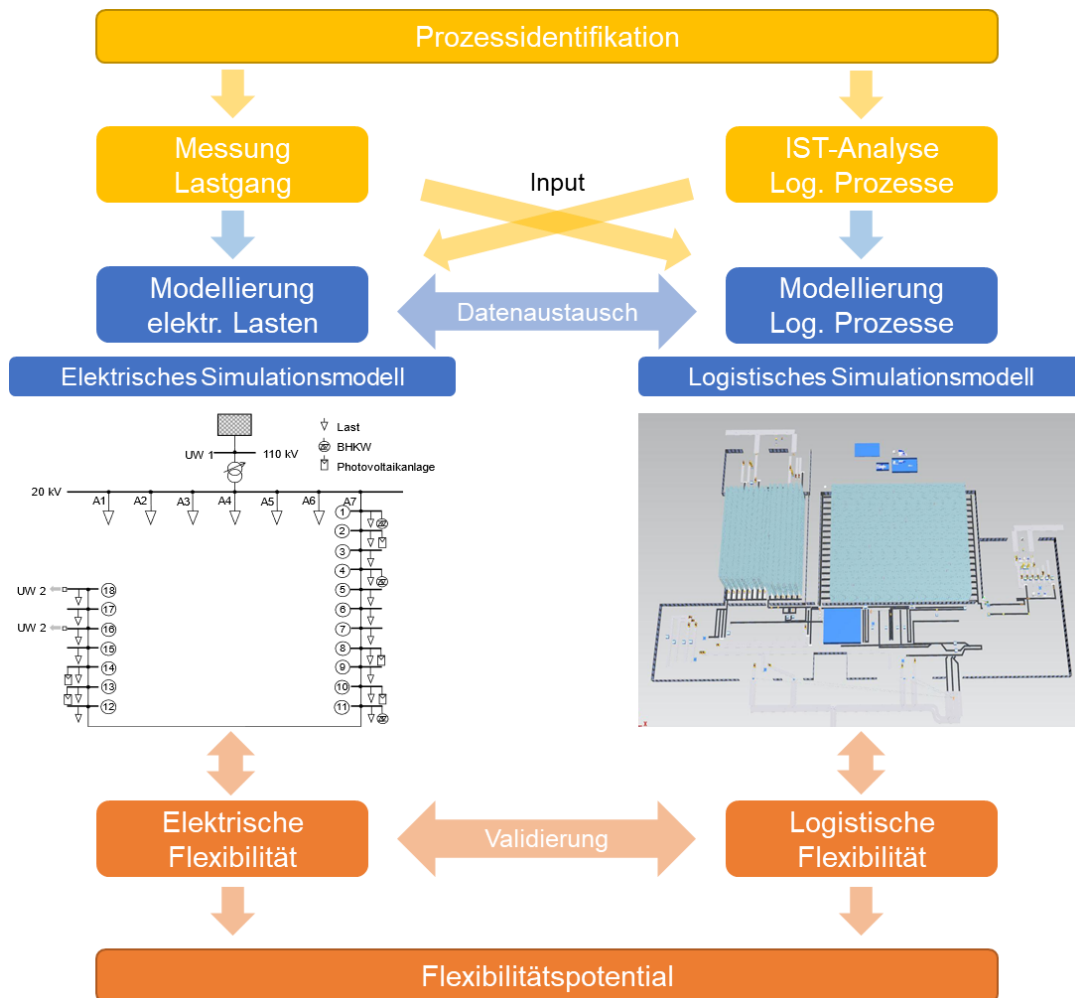 Prozessidentifikation
Messung
Lastgang
Input
IST-Analyse
Log. Prozesse
Modellierung
elektr. Lasten
Datenaustausch
Modellierung
Log. Prozesse
Elektrisches Simulationsmodell
Logistisches Simulationsmodell
Last
BHKW
Photovoltaikanlage
UW 1
110 kV
20 kV
A1
A2
A3
A4
A5
A6
A7
1
2
3
4
5
6
7
8
9
10
11
UW 2
18
17
UW 2
16
15
14
13
12
Elektrische
Flexibilität
Validierung
Logistische
Flexibilität
Flexibilitätspotential